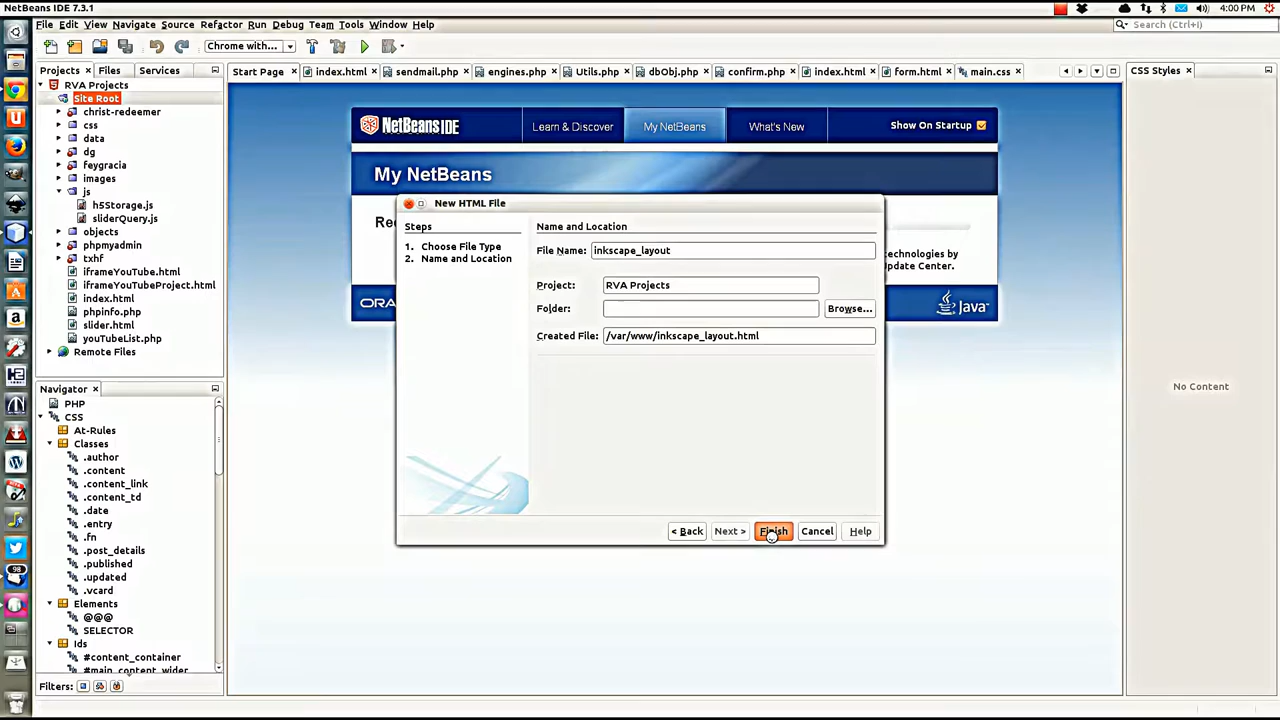 NetBeans IDE 7.3.1
4:00 PM
File Edit View Navigate Source Refactor Run Debug Team Tools Window Help
Search (Ctrl+I)
Chrome with...
Projects Files Services
Start Page index.html sendmail.php engines.php Utils.php dbObj.php confirm.php index.html form.html main.css
CSS Styles
RVA Projects
Site Root
christ-redeemer
css
data
dg
feygracia
images
js
h5Storage.js
sliderQuery.js
objects
phpmyadmin
txhf
iframeYouTube.html
iframeYouTubeProject.html
index.html
phpinfo.php
slider.html
youTubeList.php
Remote Files
NetBeans IDE
Learn & Discover
My NetBeans
What's New
Show On Startup
My NetBeans
Re
echnologies by
pdate Center.
ORA
Java
New HTML File
Steps
1. Choose File Type
2. Name and Location
Name and Location
File Name: inkscape_layout
Project: RVA Projects
Folder:
Browse...
Created File: /var/www/inkscape_layout.html
< Back
Next >
Finish
Cancel
Help
No Content
Navigator
PHP
CSS
At-Rules
Classes
.author
.content
.content_link
.content_td
.date
.entry
.fn
.post_details
.published
.updated
.vcard
Elements
@@@
SELECTOR
Ids
#content_container
#main_content_wider
Filters:
98